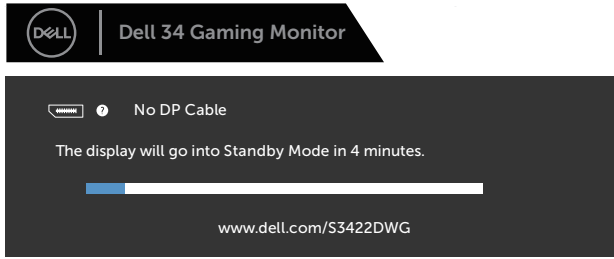 DELL
Dell 34 Gaming Monitor
? No DP Cable
The display will go into Standby Mode in 4 minutes.
www.dell.com/S3422DWG